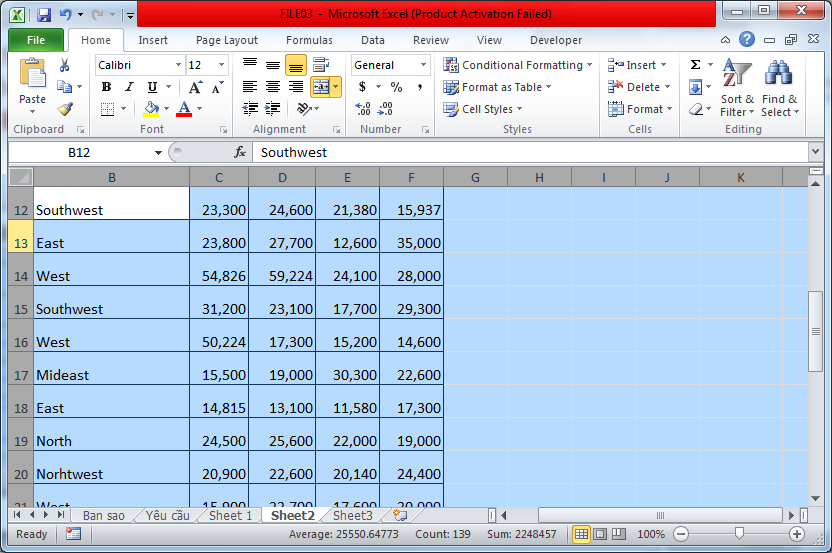 FILE03 - Microsoft Excel (Product Activation Failed)
File Home Insert Page Layout Formulas Data Review View Developer
Paste
Calibri 12
B I U A A
A
General
$ % ,
Conditional Formatting
Format as Table
Cell Styles
Insert
Delete
Format
Σ
Sort & Filter
Find & Select
Clipboard Font Alignment Number Styles Cells Editing
B12 fx Southwest
B C D E F G H I J K
12 Southwest 23,300 24,600 21,380 15,937
13 East 23,800 27,700 12,600 35,000
14 West 54,826 59,224 24,100 28,000
15 Southwest 31,200 23,100 17,700 29,300
16 West 50,224 17,300 15,200 14,600
17 Mideast 15,500 19,000 30,300 22,600
18 East 14,815 13,100 11,580 17,300
19 North 24,500 25,600 22,000 19,000
20 Norhtwest 20,900 22,600 20,140 24,400
21 West 15,900 22,700 17,600 20,000
Ban sao Yêu cầu Sheet 1 Sheet2 Sheet3
Ready Average: 25550.64773 Count: 139 Sum: 2248457 100%